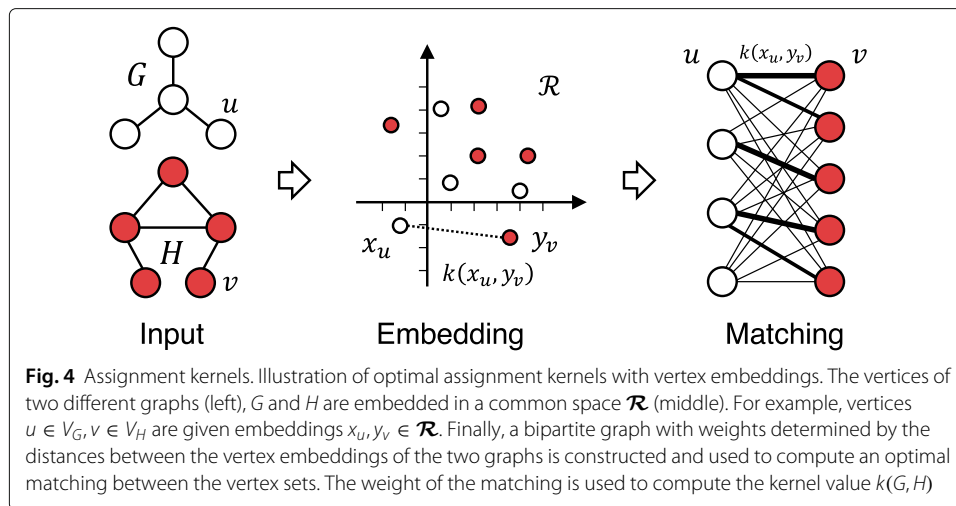 G
u
H
v
Input
ℛ
x_u
y_v
k(x_u, y_v)
Embedding
u
k(x_u, y_v)
v
Matching
Fig. 4 Assignment kernels. Illustration of optimal assignment kernels with vertex embeddings. The vertices of
two different graphs (left), G and H are embedded in a common space ℛ (middle). For example, vertices
u ∈ V_G, v ∈ V_H are given embeddings x_u, y_v ∈ ℛ. Finally, a bipartite graph with weights determined by the
distances between the vertex embeddings of the two graphs is constructed and used to compute an optimal
matching between the vertex sets. The weight of the matching is used to compute the kernel value k(G, H)